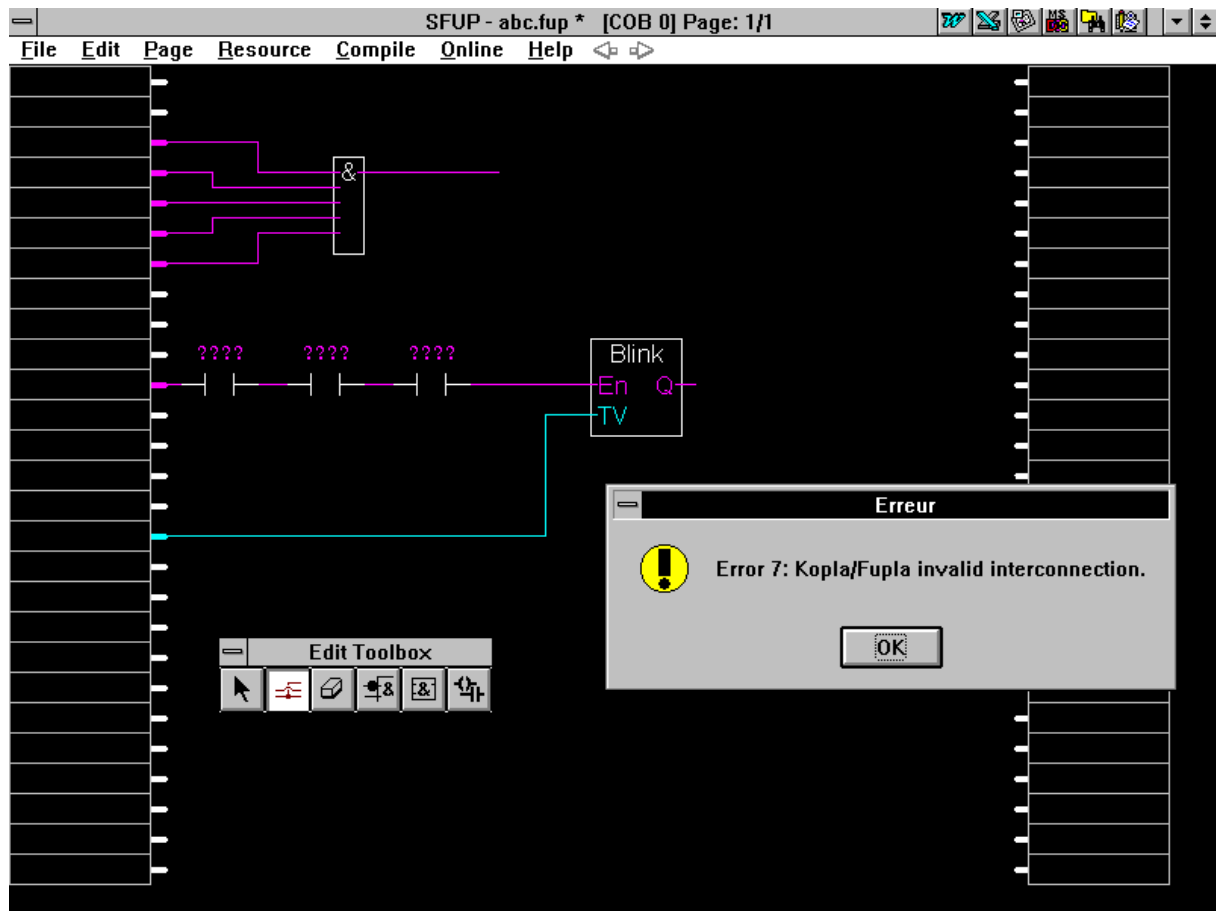 SFUP - abc.fup * [COB 0] Page: 1/1
MS
File Edit Page Resource Compile Online Help
&
???? ???? ????
Blink
En Q
TV
Erreur
Error 7: Kopla/Fupla invalid interconnection.
OK
Edit Toolbox
& &